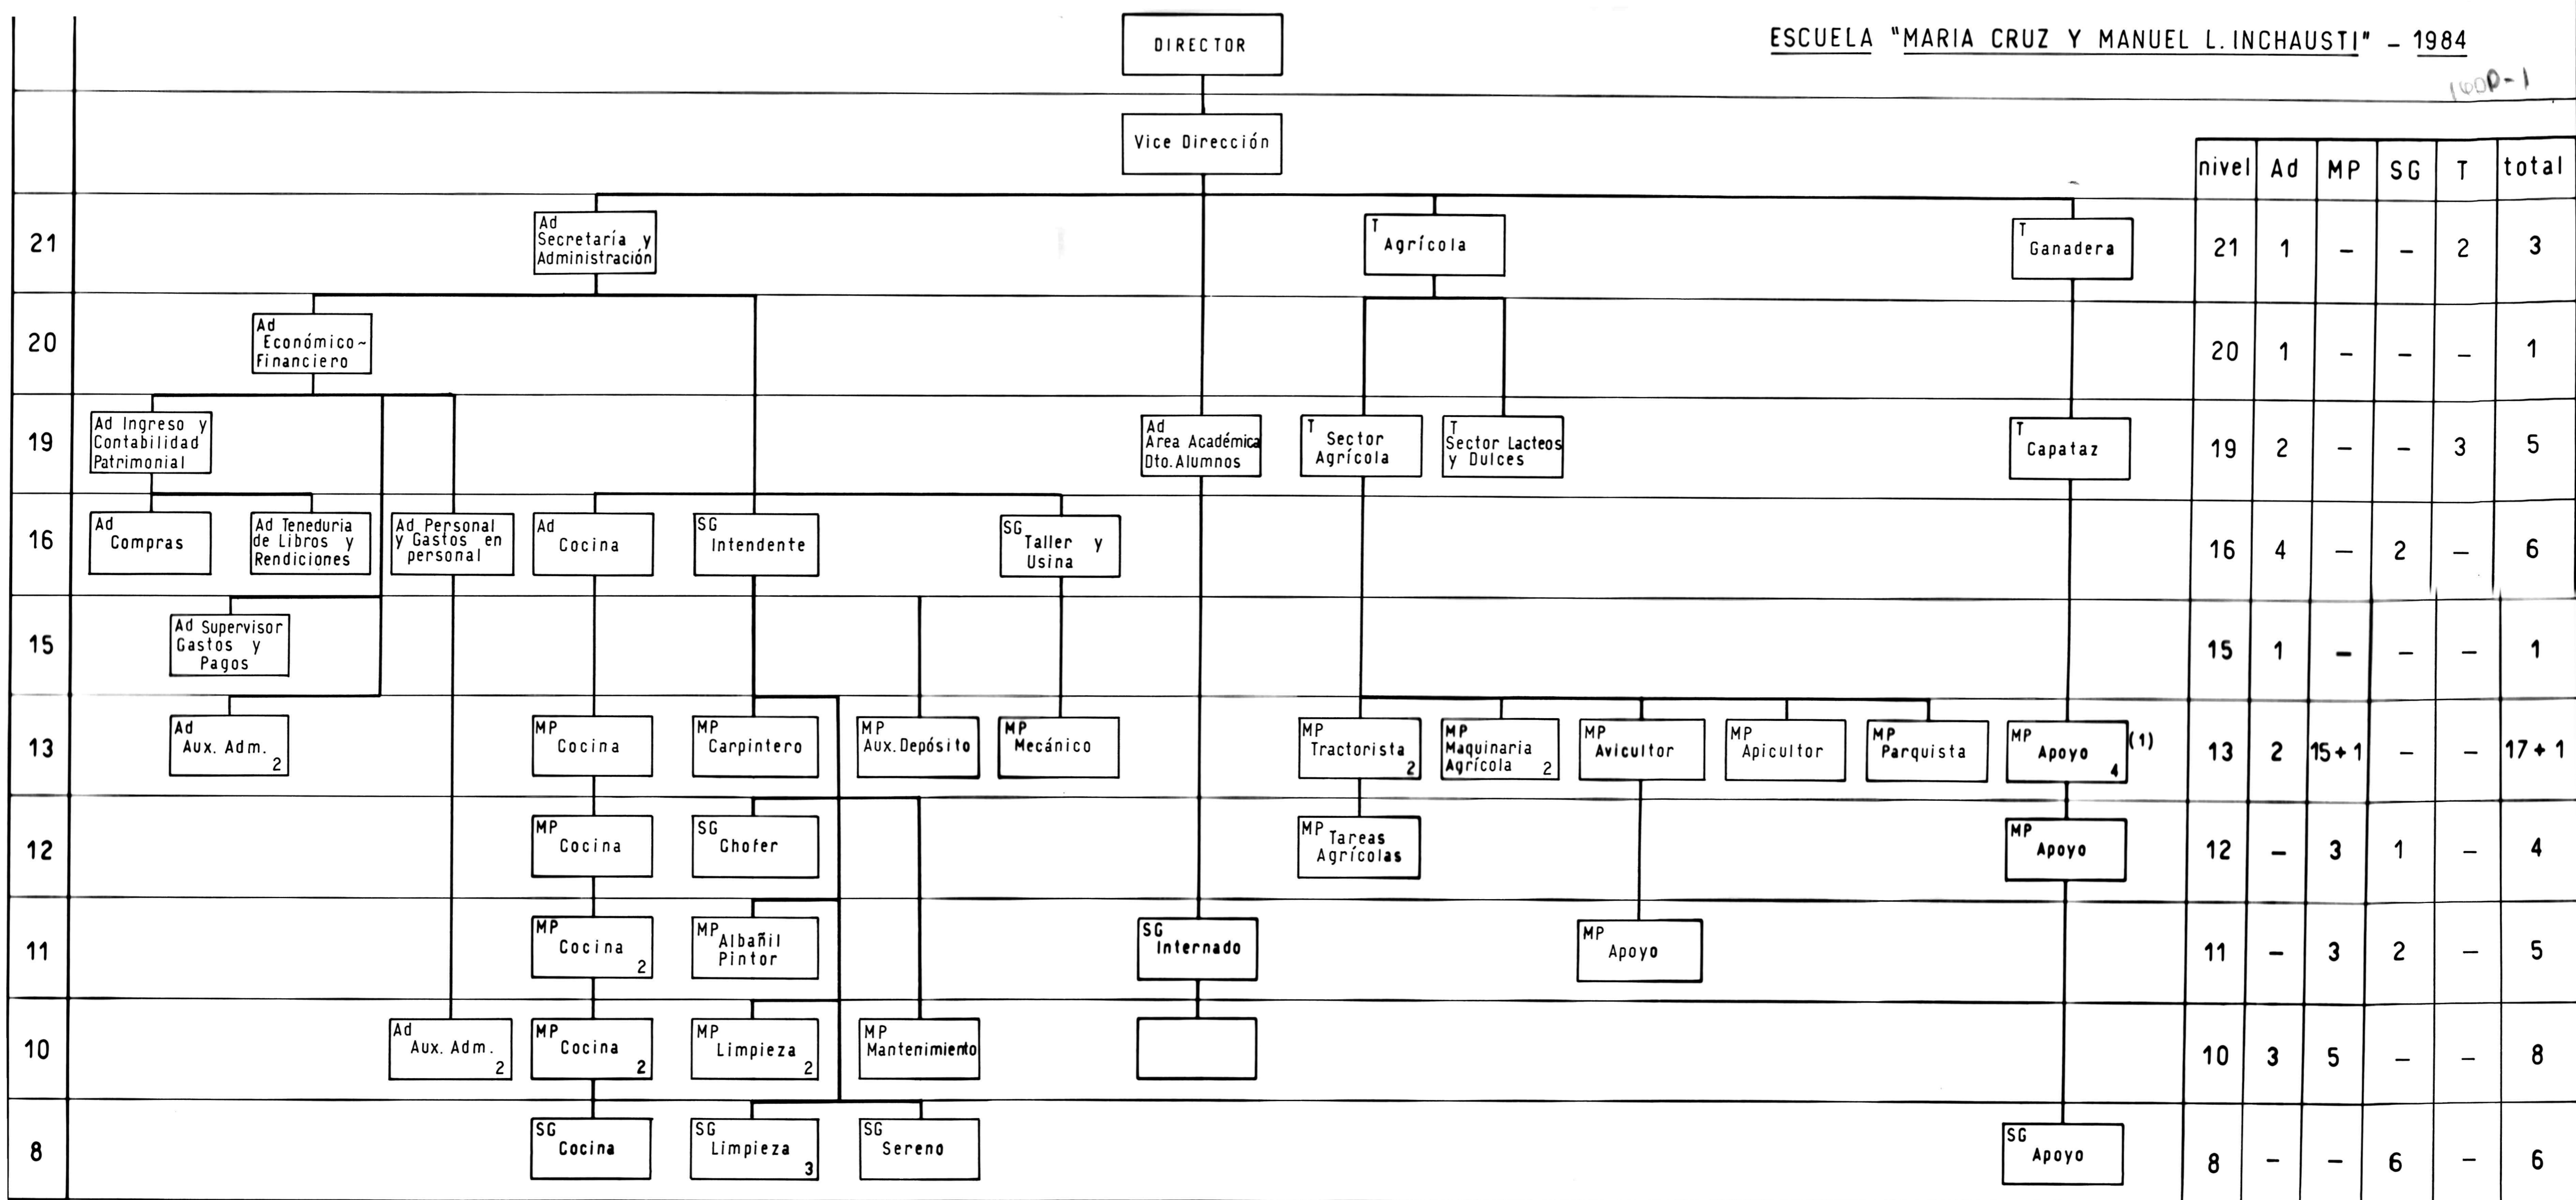 DIRECTOR
ESCUELA "MARIA CRUZ Y MANUEL L. INCHAUSTI" - 1984
Vice Dirección
nivel Ad MP SG T total
21
Ad
Secretaría y
Administración
T
Agrícola
T
Ganadera
21 1 - - 2 3
20
Ad
Económico-
Financiero
20 1 - - - 1
19
Ad Ingreso y
Contabilidad
Patrimonial
Ad
Area Académica
Dto. Alumnos
T
Sector
Agrícola
T
Sector Lacteos
y Dulces
T
Capataz
19 2 - - 3 5
16
Ad
Compras
Ad Teneduria
de Libros y
Rendiciones
Ad Personal
y Gastos en
personal
Ad
Cocina
SG
Intendente
SG
Taller y
Usina
16 4 - 2 - 6
15
Ad Supervisor
Gastos y
Pagos
15 1 - - - 1
13
Ad
Aux. Adm.
2
MP
Cocina
MP
Carpintero
MP
Aux. Depósito
MP
Mecánico
MP
Tractorista
2
MP
Maquinaria
Agrícola 2
MP
Avicultor
MP
Apicultor
MP
Parquista
MP
Apoyo
4
(1)
13 2 15+1 - - 17+1
12
MP
Cocina
SG
Chofer
MP
Tareas
Agrícolas
MP
Apoyo
12 - 3 1 - 4
11
MP
Cocina
2
MP
Albañil
Pintor
SG
Internado
MP
Apoyo
11 - 3 2 - 5
10
Ad
Aux. Adm.
2
MP
Cocina
2
MP
Limpieza
2
MP
Mantenimiento
10 3 5 - - 8
8
SG
Cocina
SG
Limpieza
3
SG
Sereno
SG
Apoyo
8 - - 6 - 6